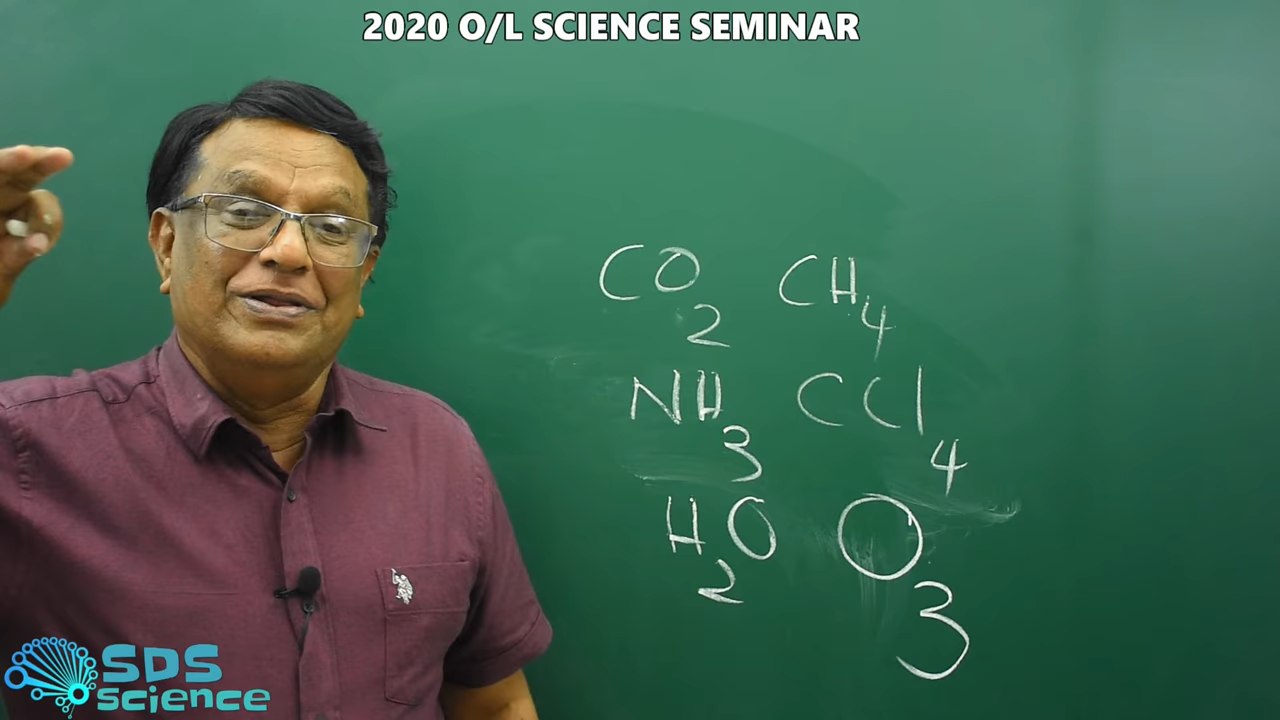 2020 O/L SCIENCE SEMINAR
CO2 CH4
NH3 CCl4
H2O O3
SDS
science